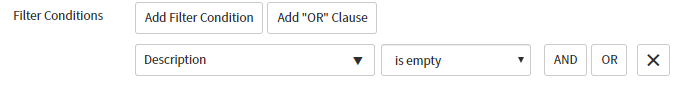 Filter Conditions Add Filter Condition Add "OR" Clause
Description is empty AND OR